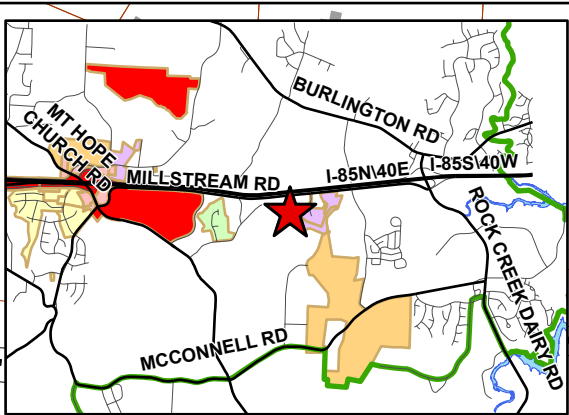 BURLINGTON RD
MT HOPE
CHURCH RD
MILLSTREAM RD
I-85N\40E
I-85S\40W
ROCK CREEK DAIRY RD
MCCONNELL RD